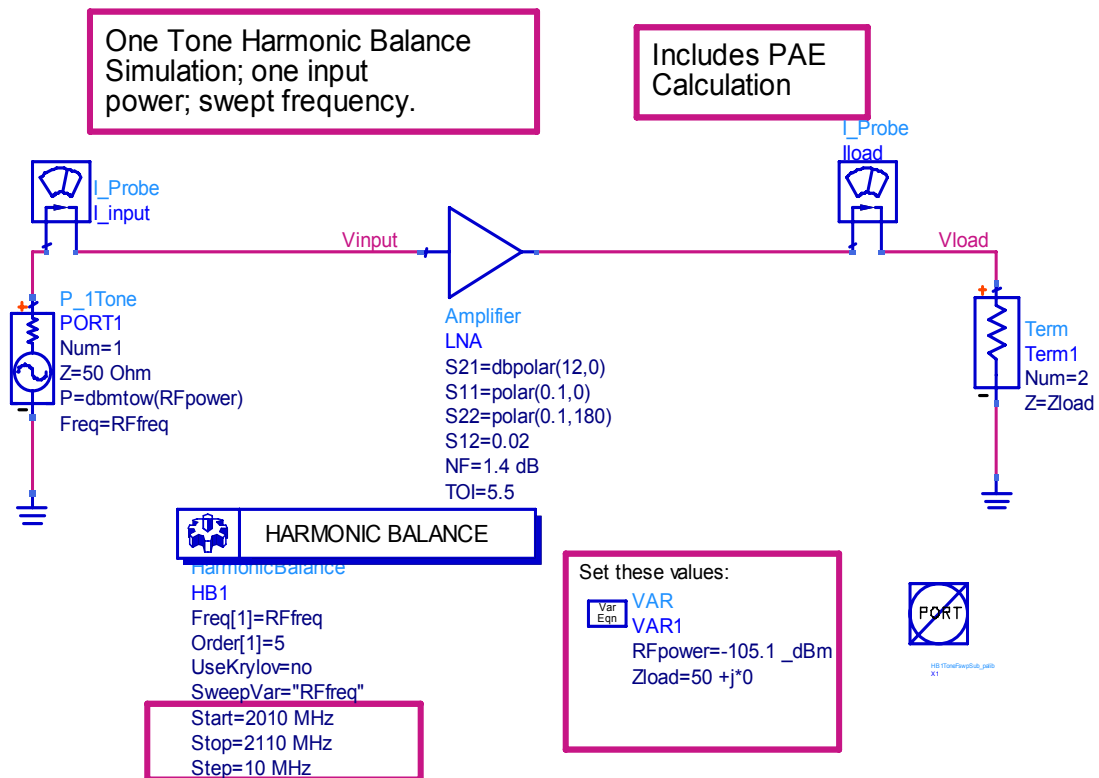 One Tone Harmonic Balance
Simulation; one input
power; swept frequency.
Includes PAE
Calculation
I_Probe
I_input
I_Probe
Iload
Vinput
Vload
P_1Tone
PORT1
Num=1
Z=50 Ohm
P=dbmtow(RFpower)
Freq=RFfreq
Amplifier
LNA
S21=dbpolar(12,0)
S11=polar(0.1,0)
S22=polar(0.1,180)
S12=0.02
NF=1.4 dB
TOI=5.5
Term
Term1
Num=2
Z=Zload
HARMONIC BALANCE
HarmonicBalance
HB1
Freq[1]=RFfreq
Order[1]=5
UseKrylov=no
SweepVar="RFfreq"
Start=2010 MHz
Stop=2110 MHz
Step=10 MHz
Set these values:
Var
Eqn
VAR
VAR1
RFpower=-105.1 _dBm
Zload=50 +j*0
PORT
HB1ToneFswpSub_palib
X1